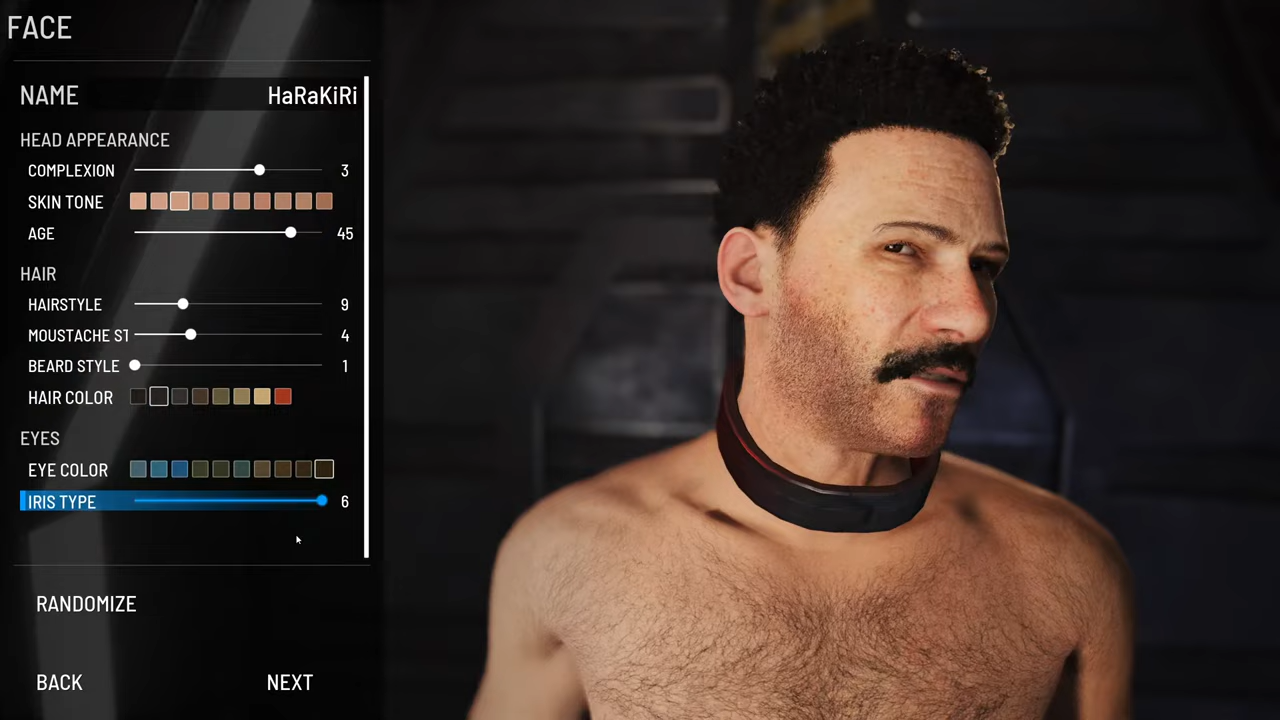 FACE
NAME HaRaKiRi
HEAD APPEARANCE
COMPLEXION 3
SKIN TONE
AGE 45
HAIR
HAIRSTYLE 9
MOUSTACHE ST 4
BEARD STYLE 1
HAIR COLOR
EYES
EYE COLOR
IRIS TYPE 6
RANDOMIZE
BACK NEXT